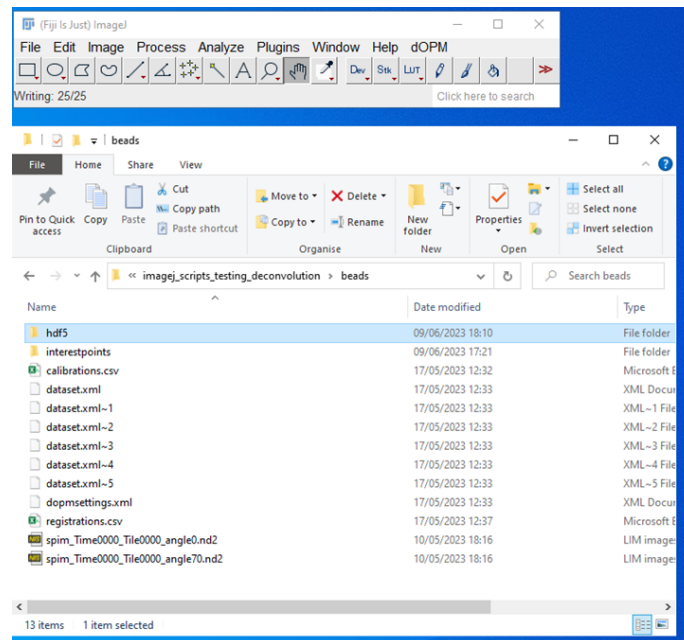 (Fiji Is Just) ImageJ
File Edit Image Process Analyze Plugins Window Help dOPM
A Dev Stk LUT >>
Writing: 25/25 Click here to search
beads
File Home Share View
Pin to Quick access
Copy
Paste
Cut
Copy path
Paste shortcut
Clipboard
Move to
Copy to
Delete
Rename
Organise
New folder
New
Properties
Open
Select all
Select none
Invert selection
Select
« imagej_scripts_testing_deconvolution › beads Search beads
Name Date modified Type
hdf5 09/06/2023 18:10 File folder
interestpoints 09/06/2023 17:21 File folder
calibrations.csv 17/05/2023 12:32 Microsoft E
dataset.xml 17/05/2023 12:33 XML Docur
dataset.xml~1 17/05/2023 12:33 XML~1 File
dataset.xml~2 17/05/2023 12:33 XML~2 File
dataset.xml~3 17/05/2023 12:33 XML~3 File
dataset.xml~4 17/05/2023 12:33 XML~4 File
dataset.xml~5 17/05/2023 12:33 XML~5 File
dopmsettings.xml 17/05/2023 12:33 XML Docur
registrations.csv 17/05/2023 12:37 Microsoft E
spim_Time0000_Tile0000_angle0.nd2 10/05/2023 18:16 LIM image
spim_Time0000_Tile0000_angle70.nd2 10/05/2023 18:16 LIM image
13 items 1 item selected